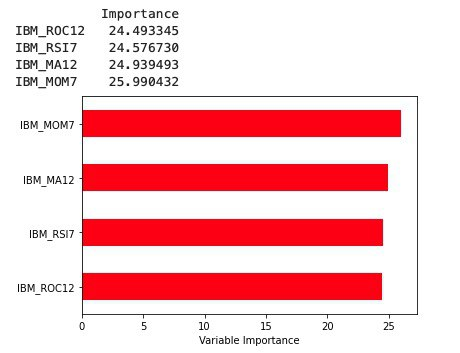 Importance
IBM_ROC12 24.493345
IBM_RSI7 24.576730
IBM_MA12 24.939493
IBM_MOM7 25.990432
IBM_MOM7
IBM_MA12
IBM_RSI7
IBM_ROC12
0 5 10 15 20 25
Variable Importance